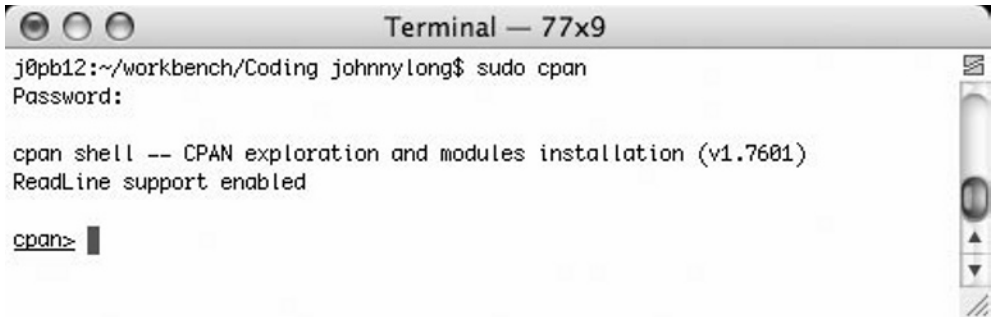 Terminal — 77x9
j0pb12:~/workbench/Coding johnnylong$ sudo cpan
Password:
cpan shell -- CPAN exploration and modules installation (v1.7601)
ReadLine support enabled
cpan>